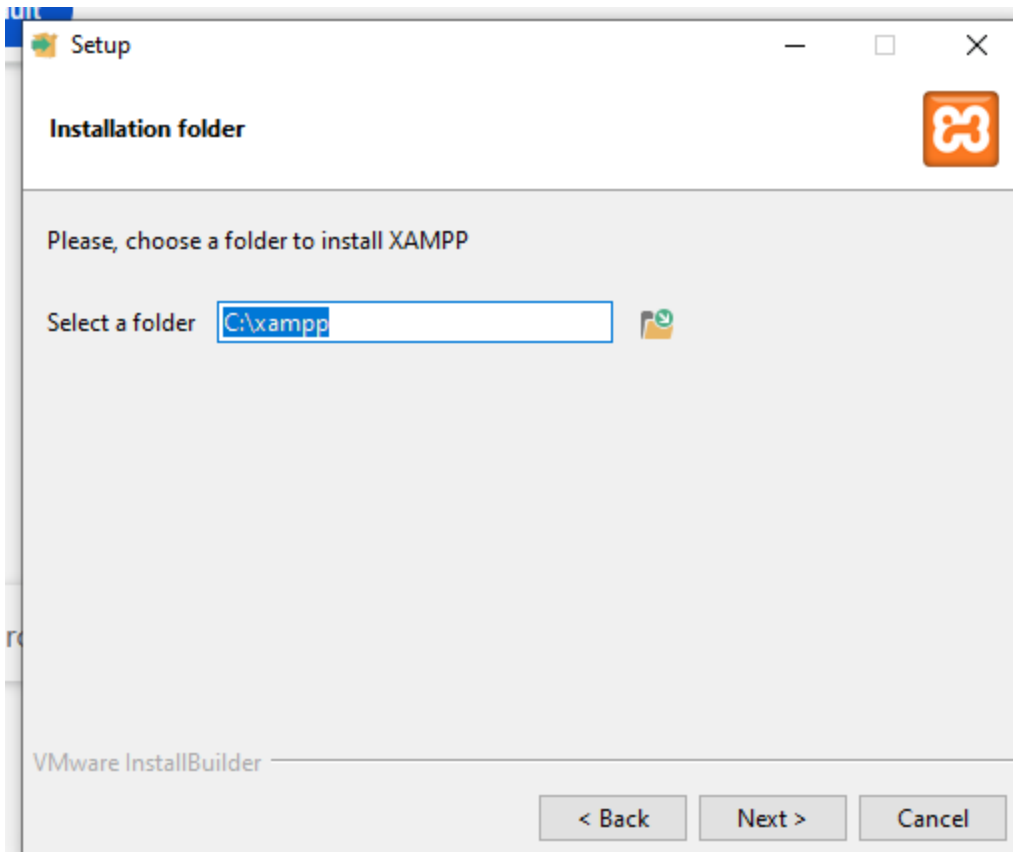 Setup
Installation folder
Please, choose a folder to install XAMPP
Select a folder C:\xampp
VMware InstallBuilder
< Back Next > Cancel